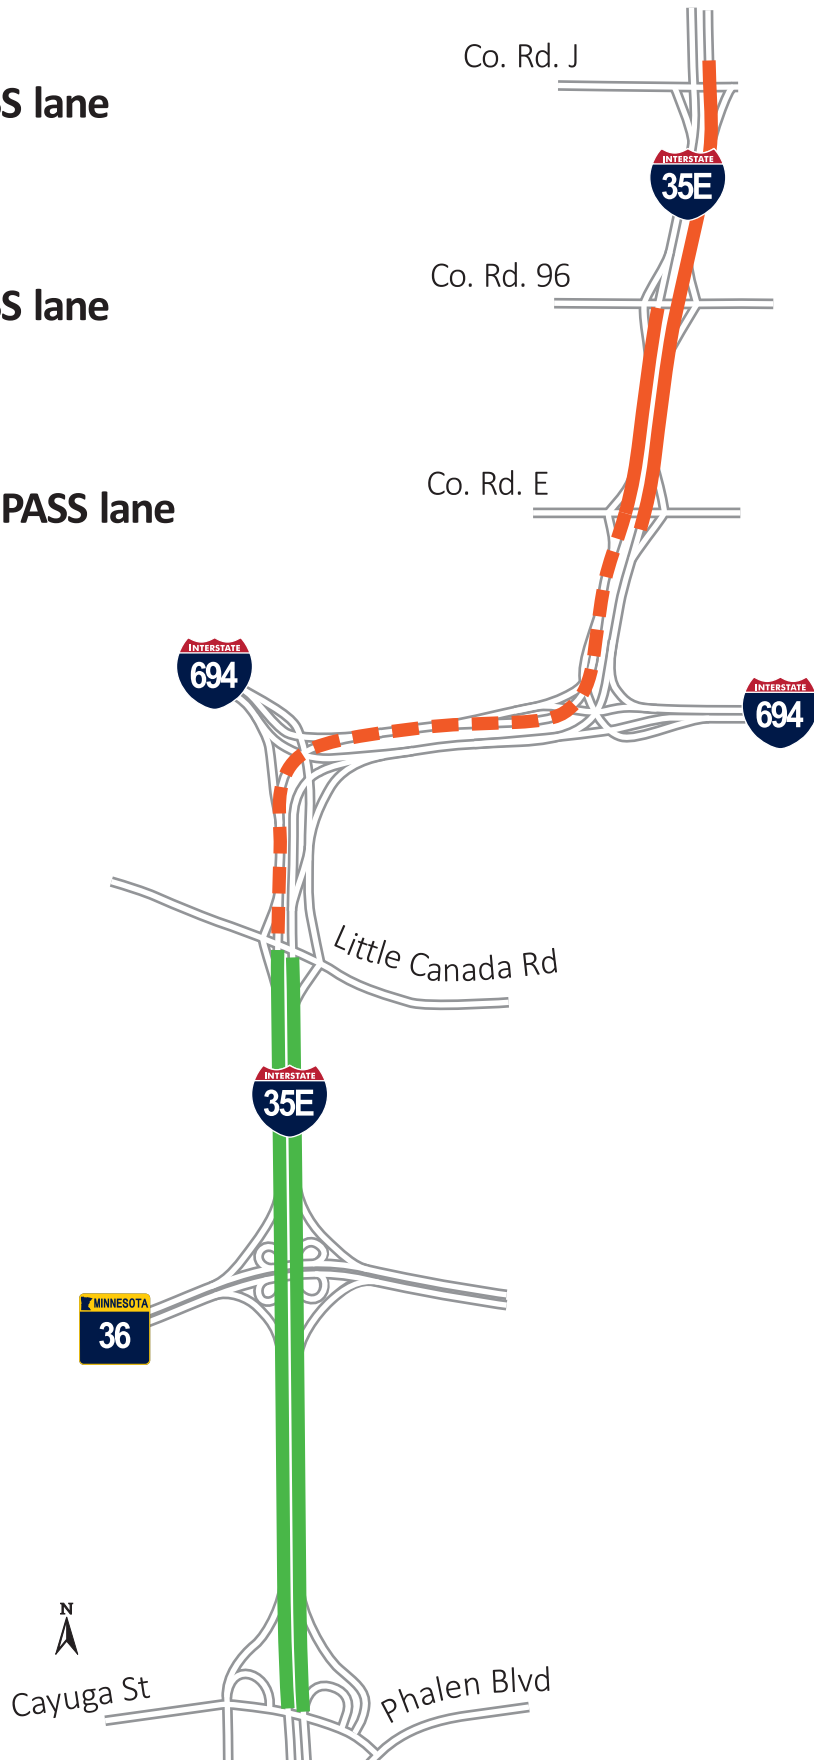 Co. Rd. J
S lane
INTERSTATE
35E
Co. Rd. 96
S lane
Co. Rd. E
PASS lane
INTERSTATE
694
INTERSTATE
694
Little Canada Rd
INTERSTATE
35E
MINNESOTA
36
N
Cayuga St
Phalen Blvd